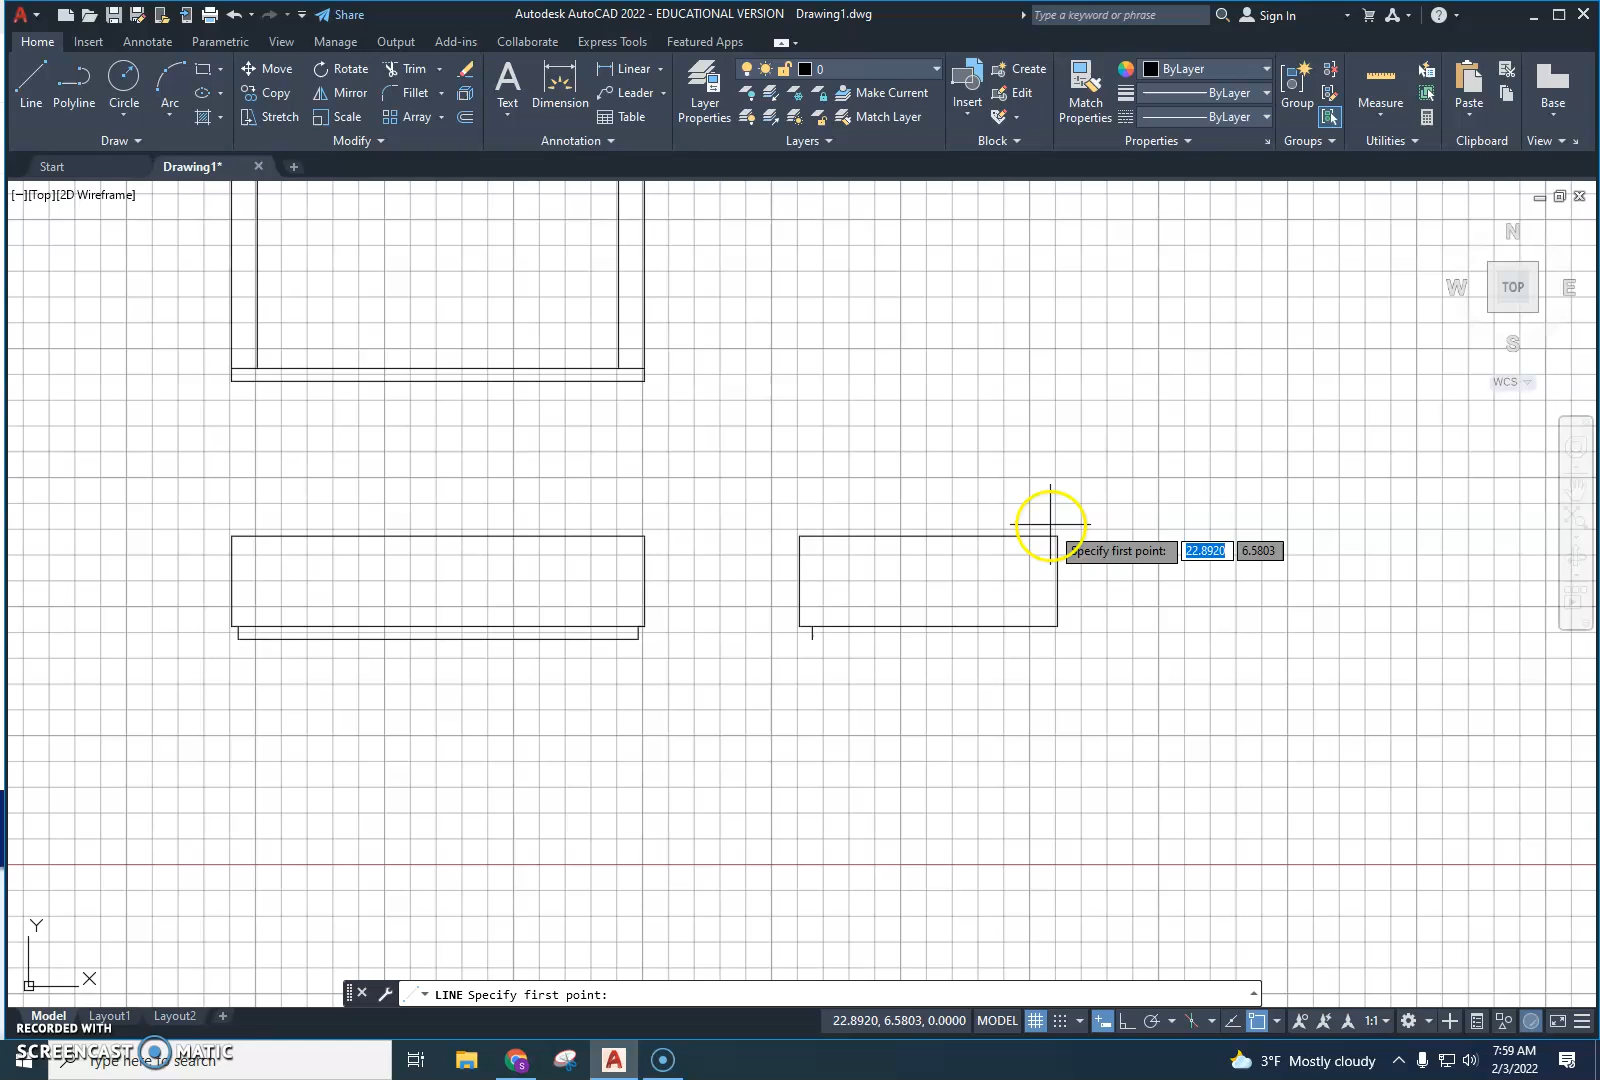 Share
Autodesk AutoCAD 2022 - EDUCATIONAL VERSION Drawing1.dwg
Type a keyword or phrase
Sign In
Home Insert Annotate Parametric View Manage Output Add-ins Collaborate Express Tools Featured Apps
Line Polyline Circle Arc
Move Rotate Trim
Copy Mirror Fillet
Stretch Scale Array
Text Dimension
Linear
Leader
Table
Layer Properties
0
Make Current
Match Layer
Insert
Create
Edit
Match Properties
ByLayer
ByLayer
ByLayer
Group
Measure
Paste
Base
Draw Modify Annotation Layers Block Properties Groups Utilities Clipboard View
Start Drawing1*
[−][Top][2D Wireframe]
N
W TOP E
S
WCS
Specify first point: 22.8920 6.5803
Y
X
LINE Specify first point:
Model Layout1 Layout2
22.8920, 6.5803, 0.0000 MODEL 1:1
RECORDED WITH
SCREENCAST MATIC
Type here to search
3°F Mostly cloudy
7:59 AM
2/3/2022